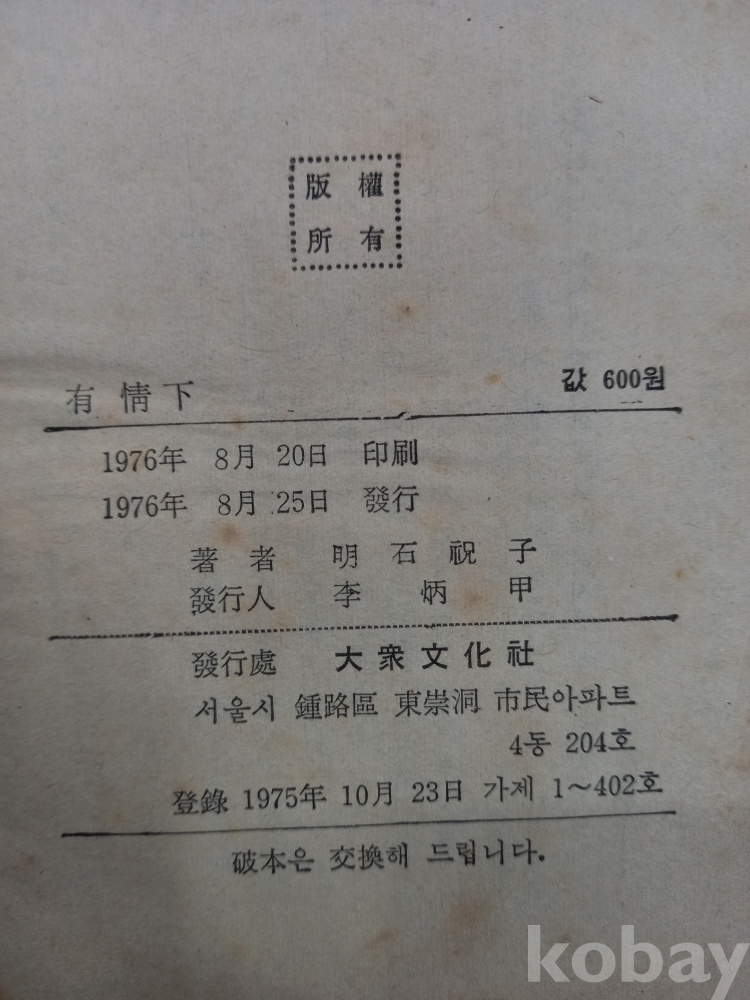 版權
所有
有情下 값 600원
1976年 8月 20日 印刷
1976年 8月 25日 發行
著者 明石祝子
發行人 李炳甲
發行處 大衆文化社
서울시 鍾路區 東崇洞 市民아파트
4동 204호
登錄 1975年 10月 23日 가제 1~402호
破本은 交換해 드립니다.
kobay